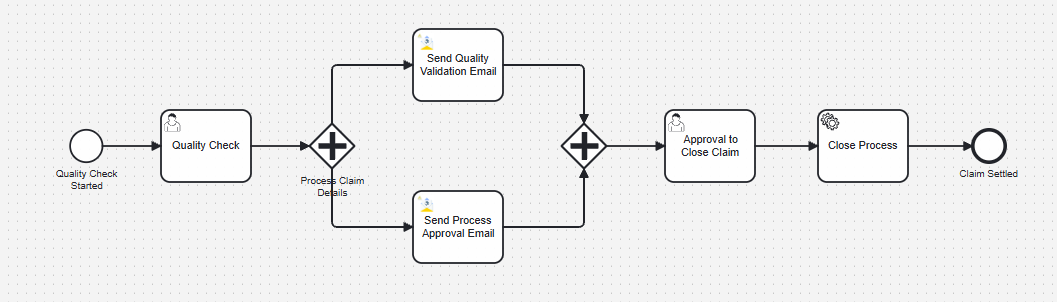 Quality Check
Started
Quality Check
Process Claim
Details
Send Quality
Validation Email
Send Process
Approval Email
Approval to
Close Claim
Close Process
Claim Settled